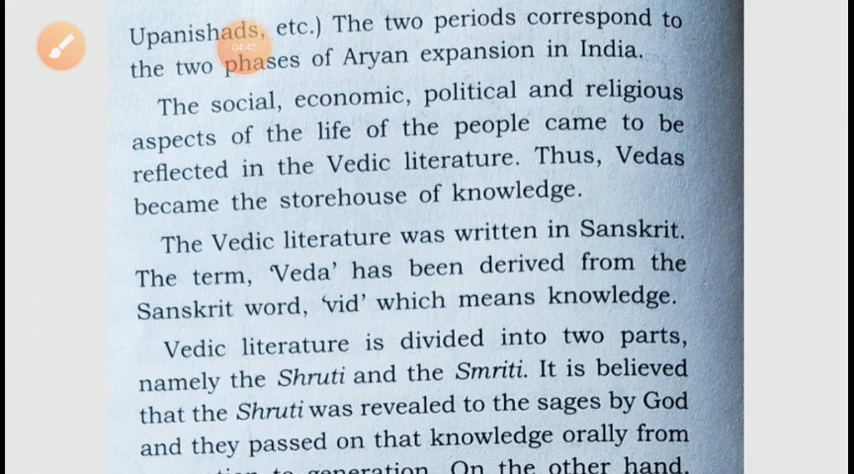 Upanishads, etc.) The two periods correspond to
04:42
the two phases of Aryan expansion in India.
The social, economic, political and religious
aspects of the life of the people came to be
reflected in the Vedic literature. Thus, Vedas
became the storehouse of knowledge.
The Vedic literature was written in Sanskrit.
The term, ‘Veda’ has been derived from the
Sanskrit word, ‘vid’ which means knowledge.
Vedic literature is divided into two parts,
namely the Shruti and the Smriti. It is believed
that the Shruti was revealed to the sages by God
and they passed on that knowledge orally from
to generation. On the other hand,